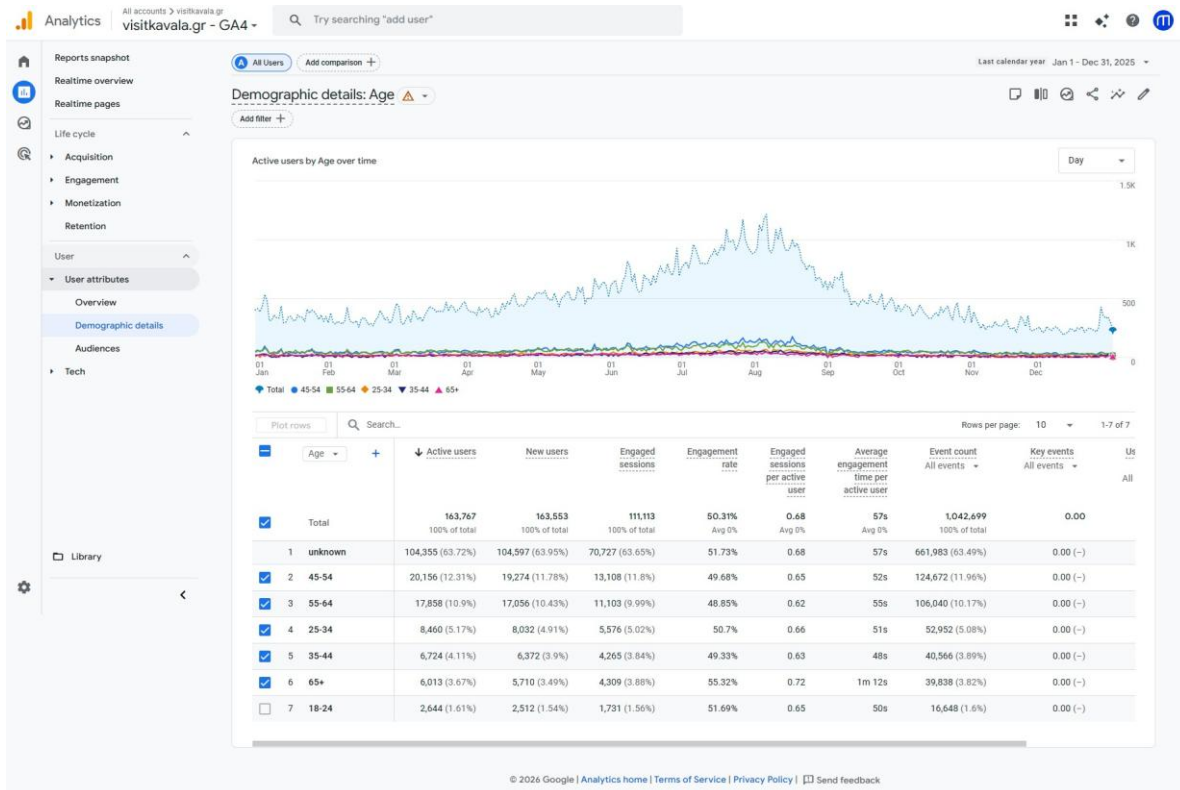 Analytics
All accounts > visitkavala.gr
visitkavala.gr - GA4
Try searching "add user"
Reports snapshot
Realtime overview
Realtime pages
Life cycle
Acquisition
Engagement
Monetization
Retention
User
User attributes
Overview
Demographic details
Audiences
Tech
Library
A All Users
Add comparison +
Last calendar year Jan 1 - Dec 31, 2025
Demographic details: Age
Add filter +
Active users by Age over time
Day
1.5K
1K
500
0
01 Jan
01 Feb
01 Mar
01 Apr
01 May
01 Jun
01 Jul
01 Aug
01 Sep
01 Oct
01 Nov
01 Dec
Total 45-54 55-64 25-34 35-44 65+
Plot rows
Search...
Rows per page: 10 1-7 of 7
Age + Active users New users Engaged sessions Engagement rate Engaged sessions per active user Average engagement time per active user Event count All events Key events All events Us All
Total 163,767 163,553 111,113 50.31% 0.68 57s 1,042,699 0.00
100% of total 100% of total 100% of total Avg 0% Avg 0% Avg 0% 100% of total
1 unknown 104,355 (63.72%) 104,597 (63.95%) 70,727 (63.65%) 51.73% 0.68 57s 661,983 (63.49%) 0.00 (–)
2 45-54 20,156 (12.31%) 19,274 (11.78%) 13,108 (11.8%) 49.68% 0.65 52s 124,672 (11.96%) 0.00 (–)
3 55-64 17,858 (10.9%) 17,056 (10.43%) 11,103 (9.99%) 48.85% 0.62 55s 106,040 (10.17%) 0.00 (–)
4 25-34 8,460 (5.17%) 8,032 (4.91%) 5,576 (5.02%) 50.7% 0.66 51s 52,952 (5.08%) 0.00 (–)
5 35-44 6,724 (4.11%) 6,372 (3.9%) 4,265 (3.84%) 49.33% 0.63 48s 40,566 (3.89%) 0.00 (–)
6 65+ 6,013 (3.67%) 5,710 (3.49%) 4,309 (3.88%) 55.32% 0.72 1m 12s 39,838 (3.82%) 0.00 (–)
7 18-24 2,644 (1.61%) 2,512 (1.54%) 1,731 (1.56%) 51.69% 0.65 50s 16,648 (1.6%) 0.00 (–)
© 2026 Google | Analytics home | Terms of Service | Privacy Policy | Send feedback